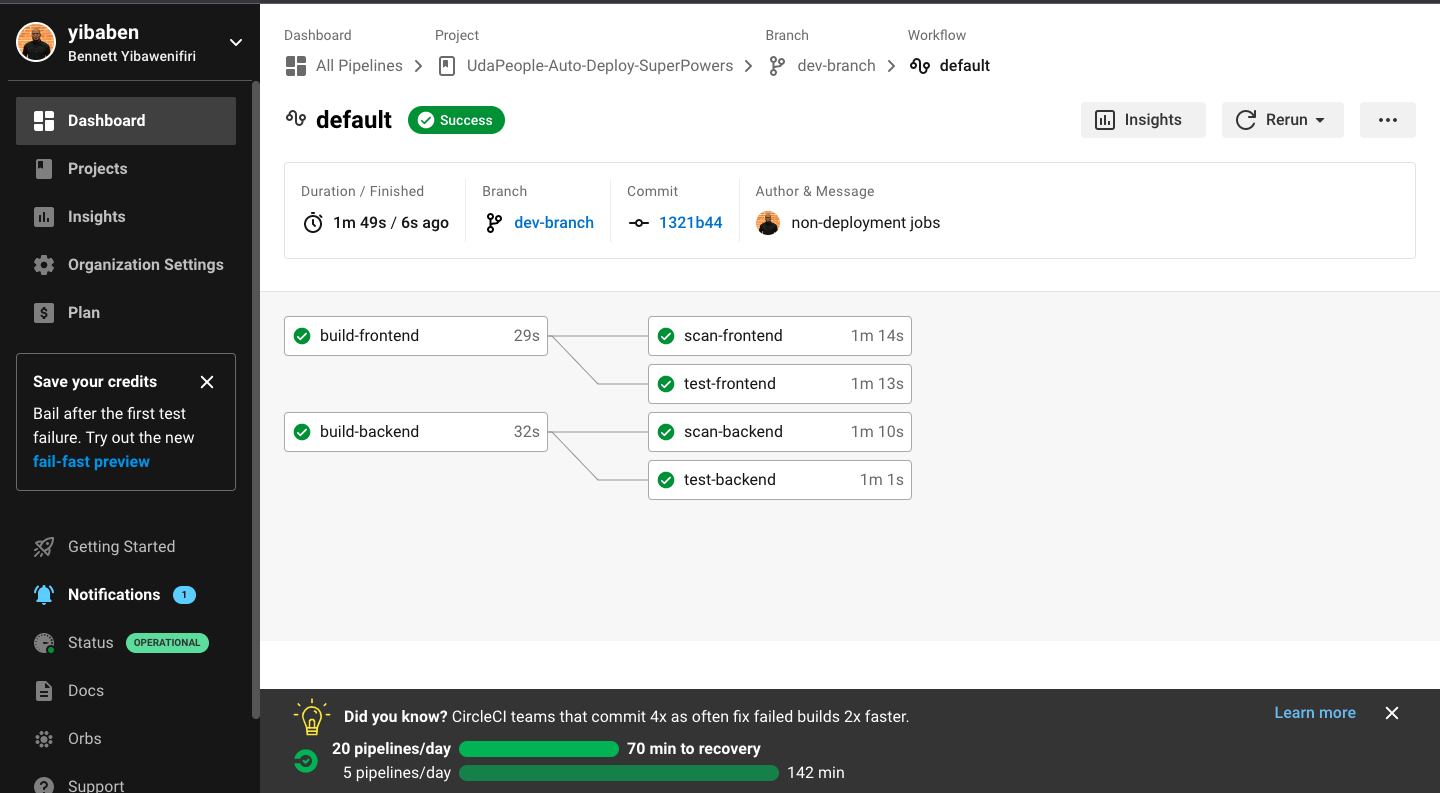 yibaben
Bennett Yibawenifiri
Dashboard
Projects
Insights
Organization Settings
Plan
Save your credits
Bail after the first test
failure. Try out the new
fail-fast preview
Getting Started
Notifications 1
Status OPERATIONAL
Docs
Orbs
Support
Dashboard Project Branch Workflow
All Pipelines UdaPeople-Auto-Deploy-SuperPowers dev-branch default
default Success Insights Rerun
Duration / Finished Branch Commit Author & Message
1m 49s / 6s ago dev-branch 1321b44 non-deployment jobs
build-frontend 29s scan-frontend 1m 14s
test-frontend 1m 13s
build-backend 32s scan-backend 1m 10s
test-backend 1m 1s
Did you know? CircleCI teams that commit 4x as often fix failed builds 2x faster. Learn more
20 pipelines/day 70 min to recovery
5 pipelines/day 142 min